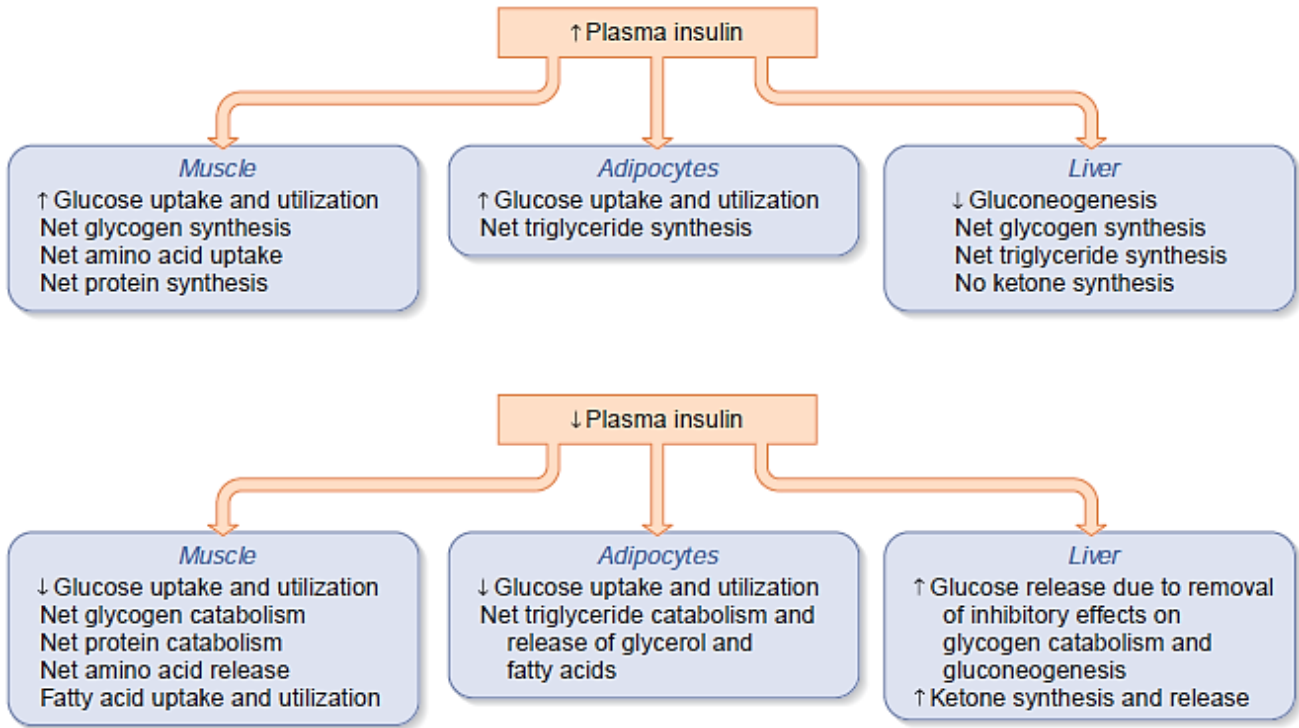 ↑Plasma insulin
Muscle
↑ Glucose uptake and utilization
Net glycogen synthesis
Net amino acid uptake
Net protein synthesis
Adipocytes
↑ Glucose uptake and utilization
Net triglyceride synthesis
Liver
↓ Gluconeogenesis
Net glycogen synthesis
Net triglyceride synthesis
No ketone synthesis
↓Plasma insulin
Muscle
↓ Glucose uptake and utilization
Net glycogen catabolism
Net protein catabolism
Net amino acid release
Fatty acid uptake and utilization
Adipocytes
↓ Glucose uptake and utilization
Net triglyceride catabolism and
release of glycerol and
fatty acids
Liver
↑ Glucose release due to removal
of inhibitory effects on
glycogen catabolism and
gluconeogenesis
↑ Ketone synthesis and release